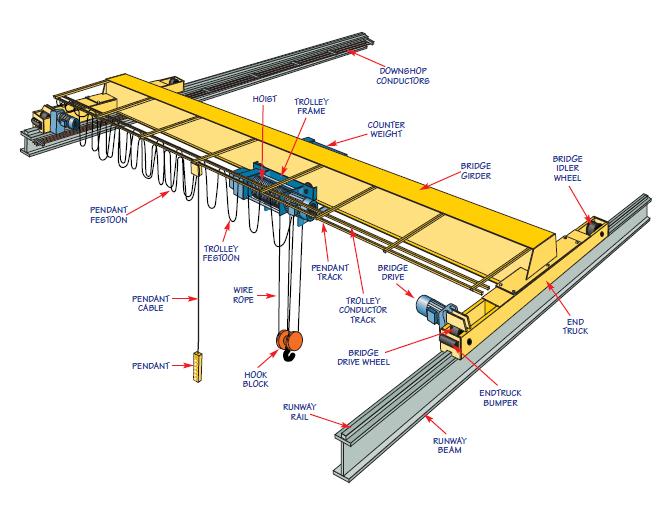 DOWNSHOP
CONDUCTORS
HOIST
TROLLEY
FRAME
COUNTER
WEIGHT
BRIDGE
GIRDER
BRIDGE
IDLER
WHEEL
PENDANT
FESTOON
TROLLEY
FESTOON
PENDANT
TRACK
BRIDGE
DRIVE
PENDANT
CABLE
WIRE
ROPE
TROLLEY
CONDUCTOR
TRACK
END
TRUCK
PENDANT
HOOK
BLOCK
BRIDGE
DRIVE WHEEL
ENDTRUCK
BUMPER
RUNWAY
RAIL
RUNWAY
BEAM